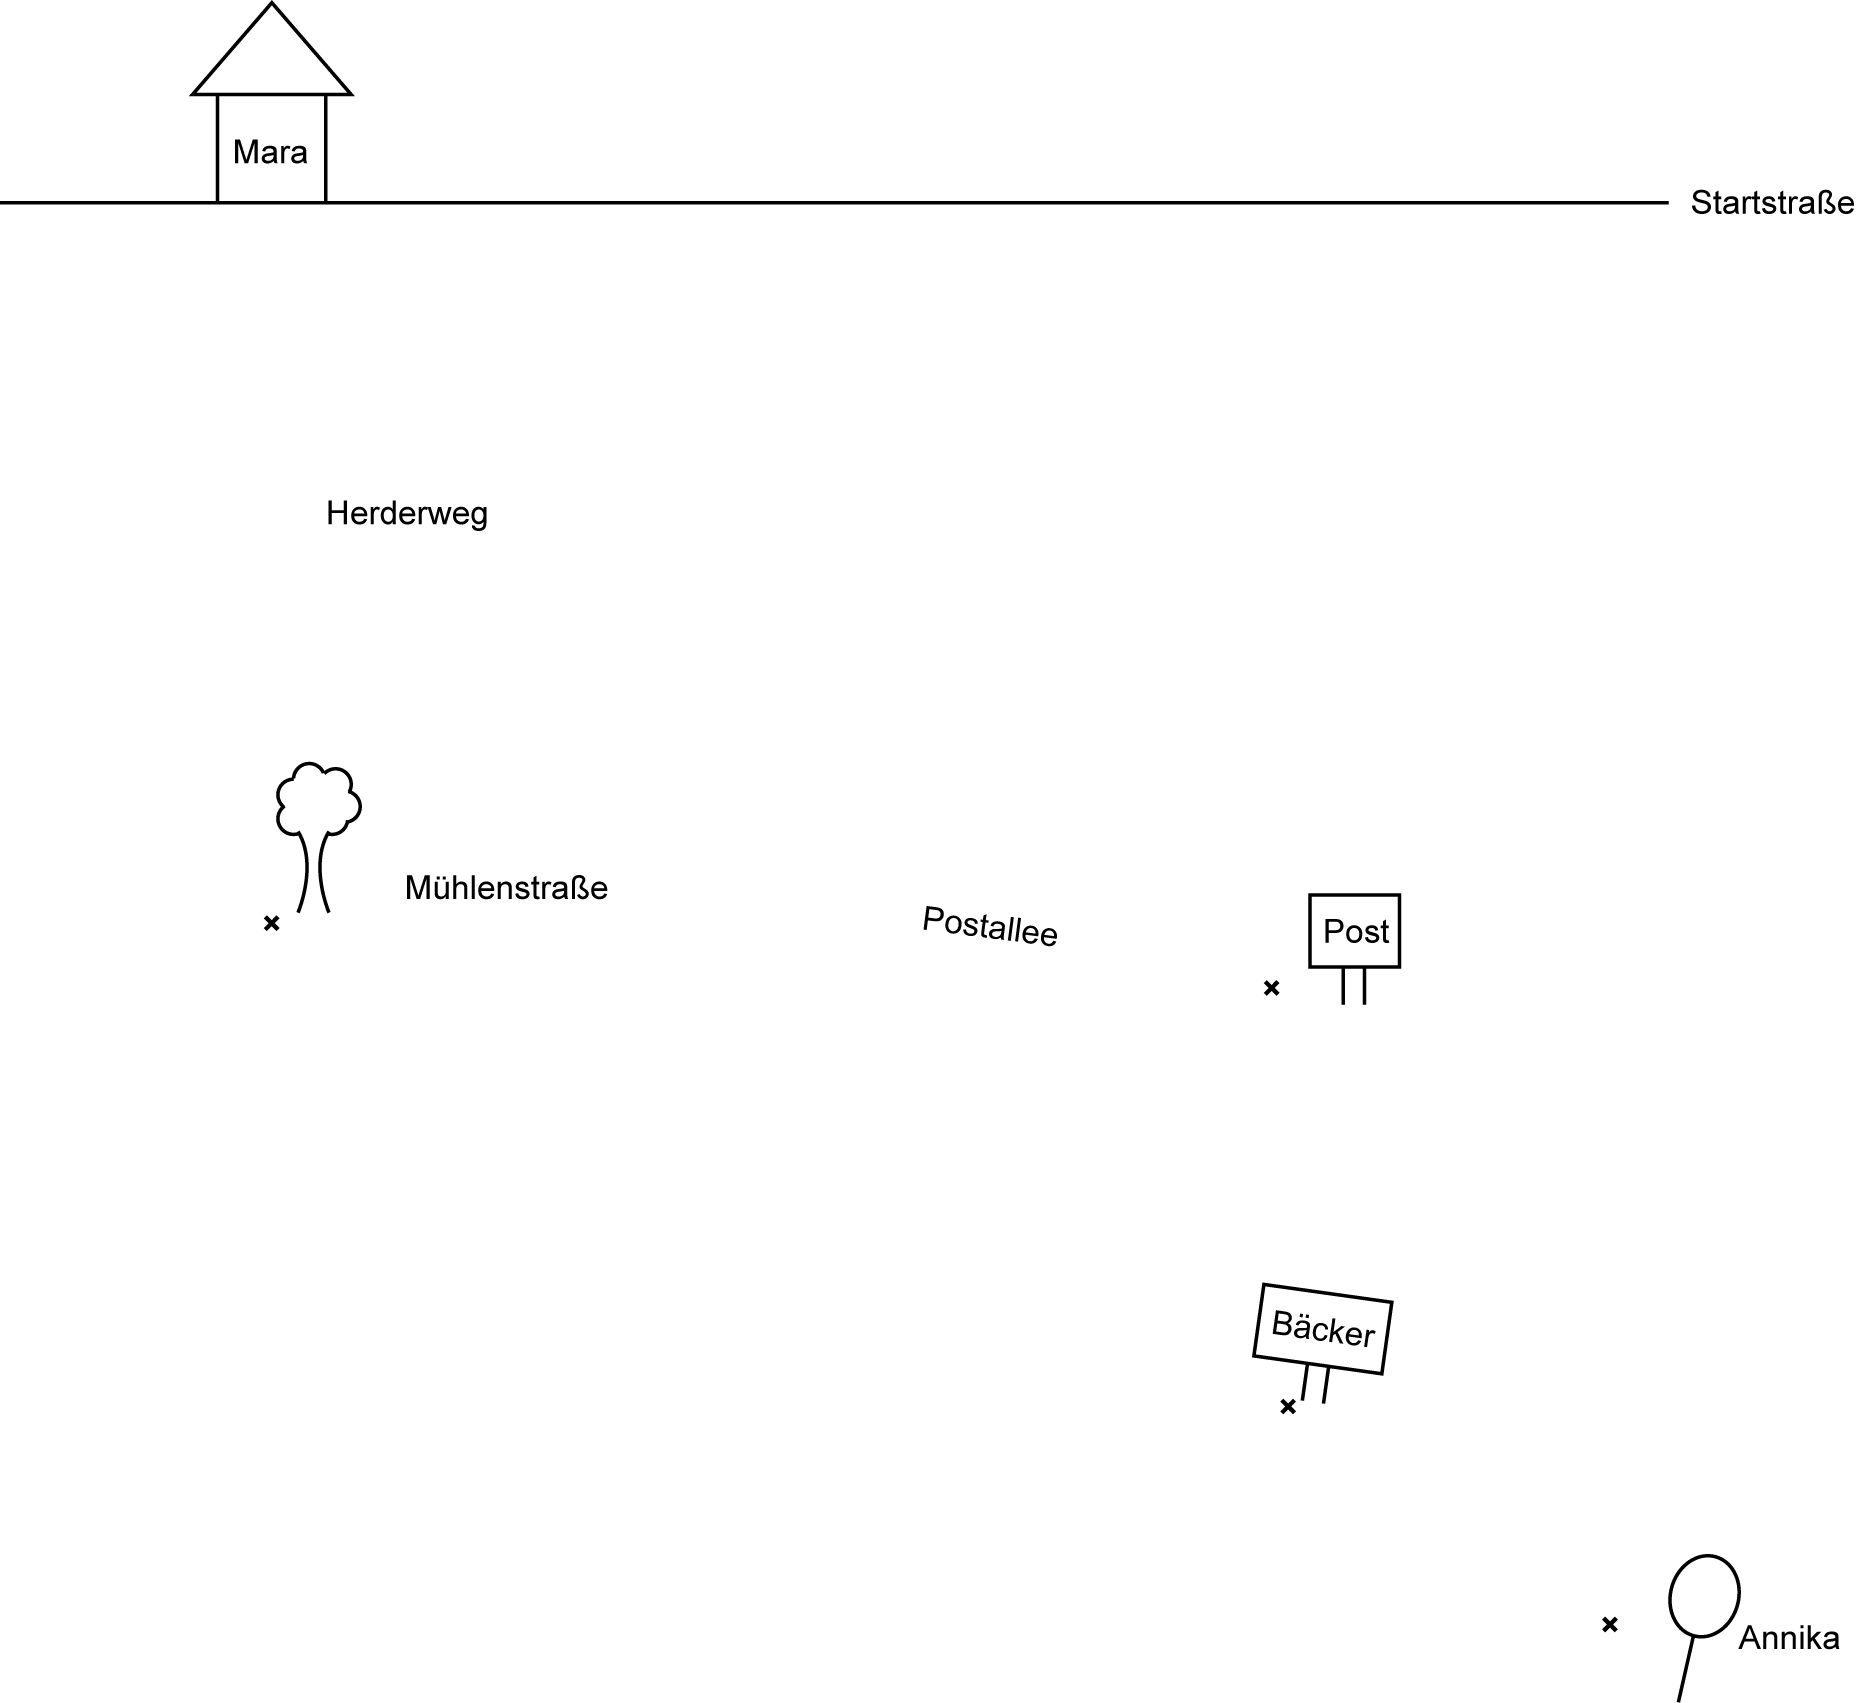 Mara
Startstraße
Herderweg
Mühlenstraße
Postallee
Post
Bäcker
Annika